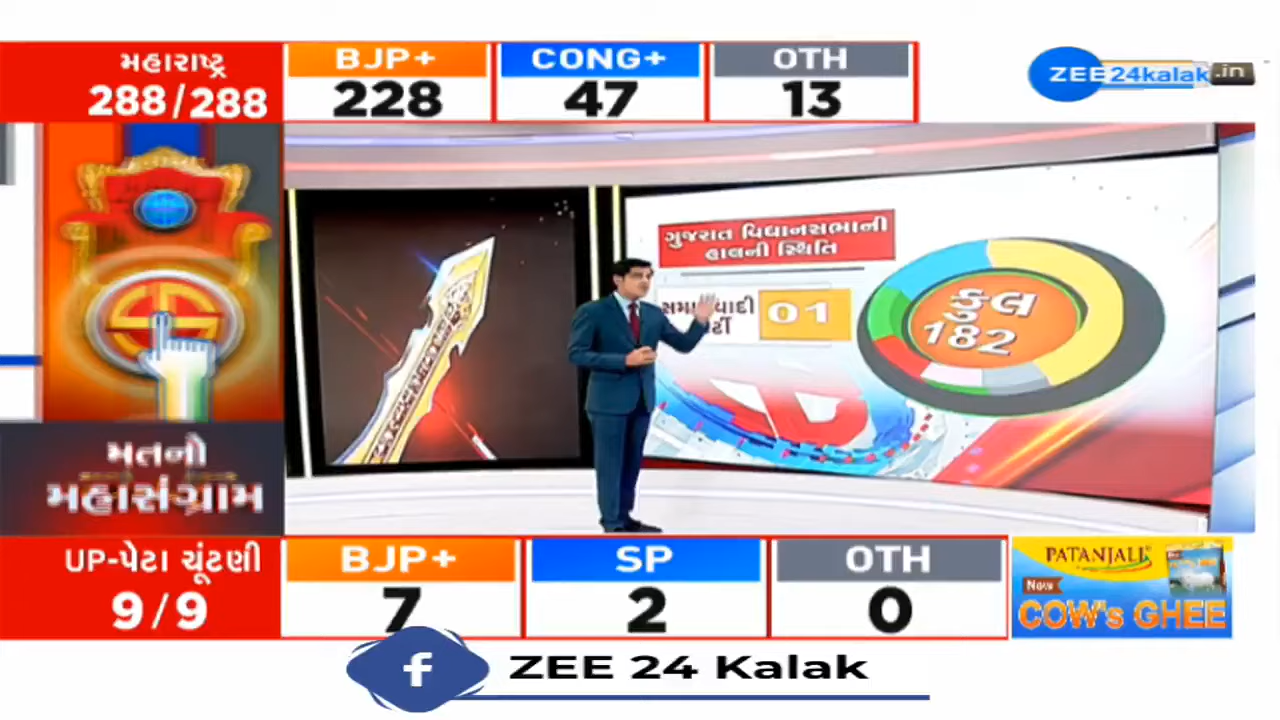 મહારાષ્ટ્ર
288/288
BJP+
228
CONG+
47
OTH
13
ZEE24kalak.in
ગુજરાત વિધાનસભાની
હાલની સ્થિતિ
01
કુલ
182
મતનો
મહાસંગ્રામ
UP-પેટા ચૂંટણી
9/9
BJP+
7
SP
2
OTH
0
PATANJALI
New
COW's GHEE
f
ZEE 24 Kalak